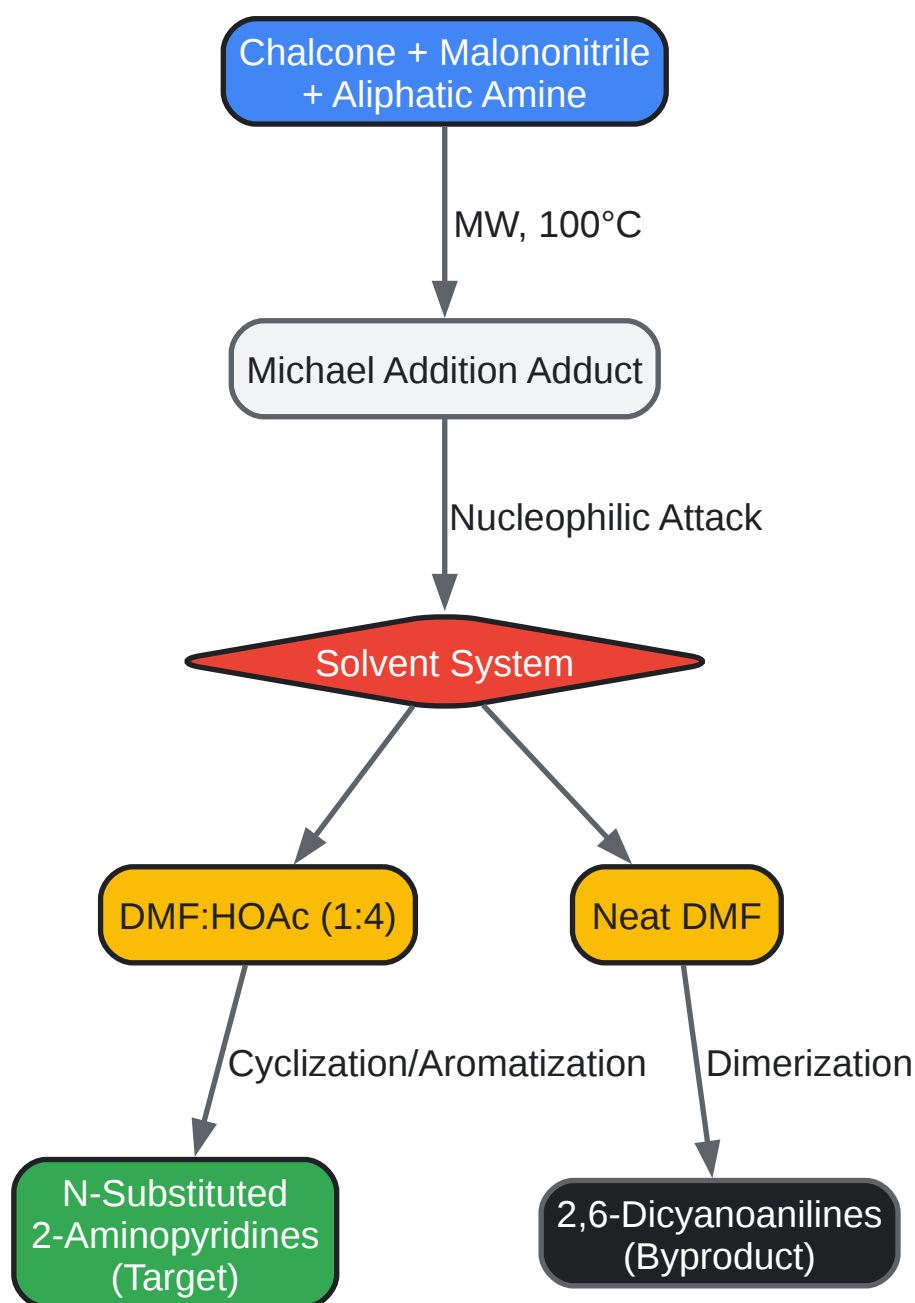 Chalcone + Malononitrile
+ Aliphatic Amine
MW, 100°C
Michael Addition Adduct
Nucleophilic Attack
Solvent System
DMF:HOAc (1:4)
Neat DMF
Cyclization/Aromatization
Dimerization
N-Substituted
2-Aminopyridines
(Target)
2,6-Dicyanoanilines
(Byproduct)